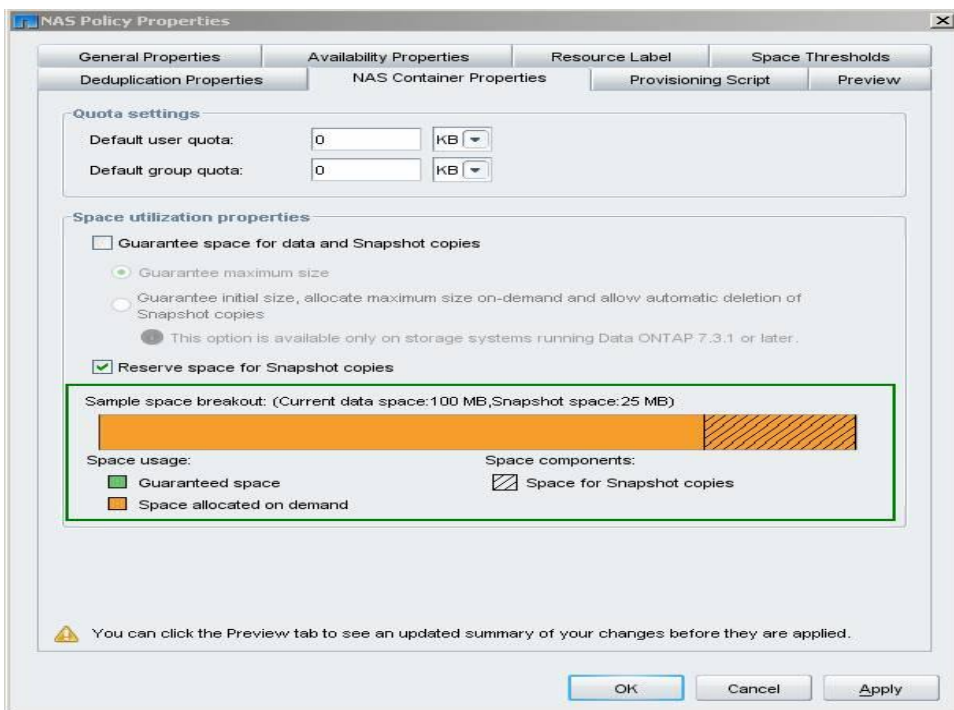 NAS Policy Properties
General Properties
Availability Properties
Resource Label
Space Thresholds
Deduplication Properties
NAS Container Properties
Provisioning Script
Preview
Quota settings
Default user quota:
0
KB
Default group quota:
0
KB
Space utilization properties
Guarantee space for data and Snapshot copies
Guarantee maximum size
Guarantee initial size, allocate maximum size on-demand and allow automatic deletion of
Snapshot copies
This option is available only on storage systems running Data ONTAP 7.3.1 or later.
Reserve space for Snapshot copies
Sample space breakout: (Current data space:100 MB,Snapshot space:25 MB)
Space usage:
Space components:
Guaranteed space
Space for Snapshot copies
Space allocated on demand
You can click the Preview tab to see an updated summary of your changes before they are applied.
OK
Cancel
Apply